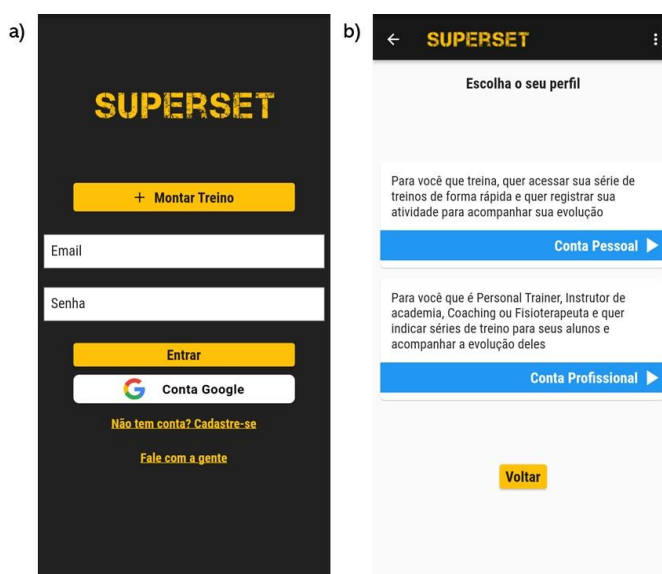 a)
SUPERSET
+ Montar Treino
Email
Senha
Entrar
Conta Google
Não tem conta? Cadastre-se
Fale com a gente
b)
SUPERSET
Escolha o seu perfil
Para você que treina, quer acessar sua série de
treinos de forma rápida e quer registrar sua
atividade para acompanhar sua evolução
Conta Pessoal
Para você que é Personal Trainer, Instrutor de
academia, Coaching ou Fisioterapeuta e quer
indicar séries de treino para seus alunos e
acompanhar a evolução deles
Conta Profissional
Voltar